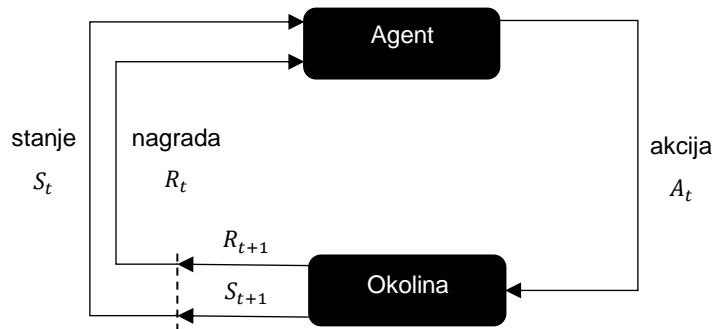 Agent
stanje
S_t
nagrada
R_t
akcija
A_t
R_{t+1}
S_{t+1}
Okolina